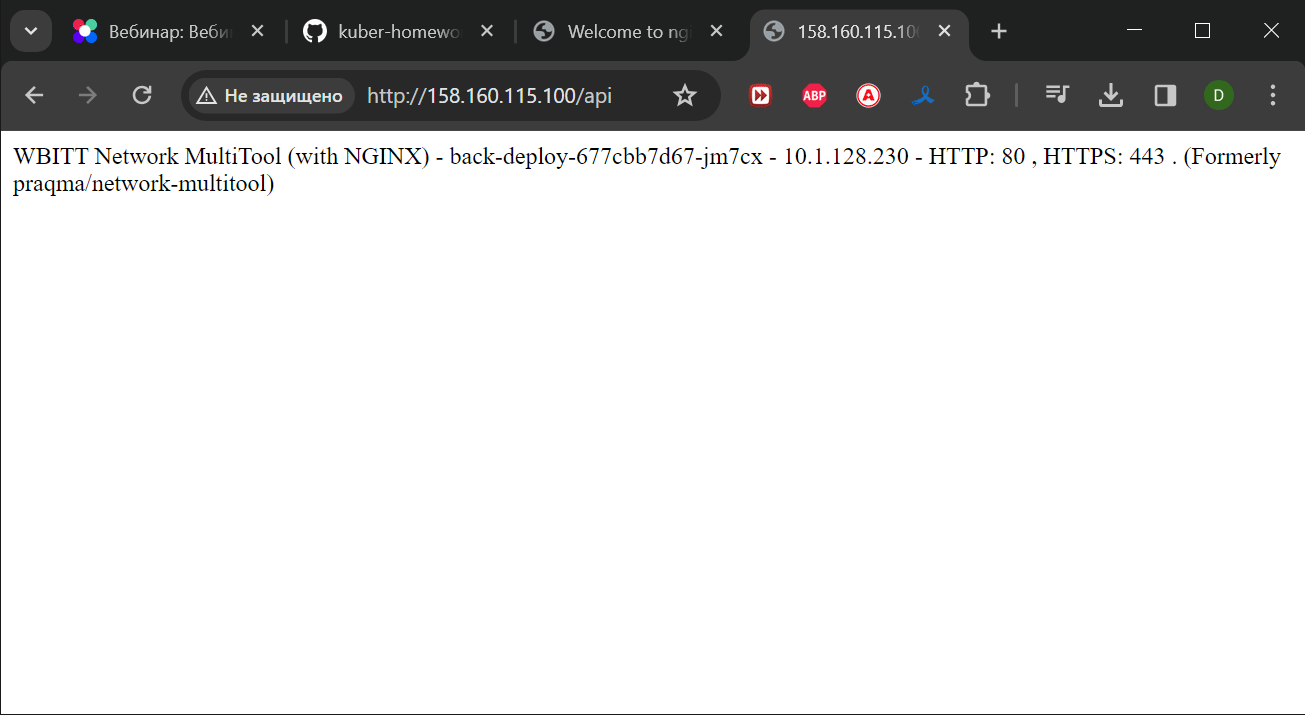 Вебинар: Веби
kuber-homewo
Welcome to ngi
158.160.115.100
Не защищено
http://158.160.115.100/api
ABP
A
D
WBITT Network MultiTool (with NGINX) - back-deploy-677cbb7d67-jm7cx - 10.1.128.230 - HTTP: 80 , HTTPS: 443 . (Formerly
praqma/network-multitool)